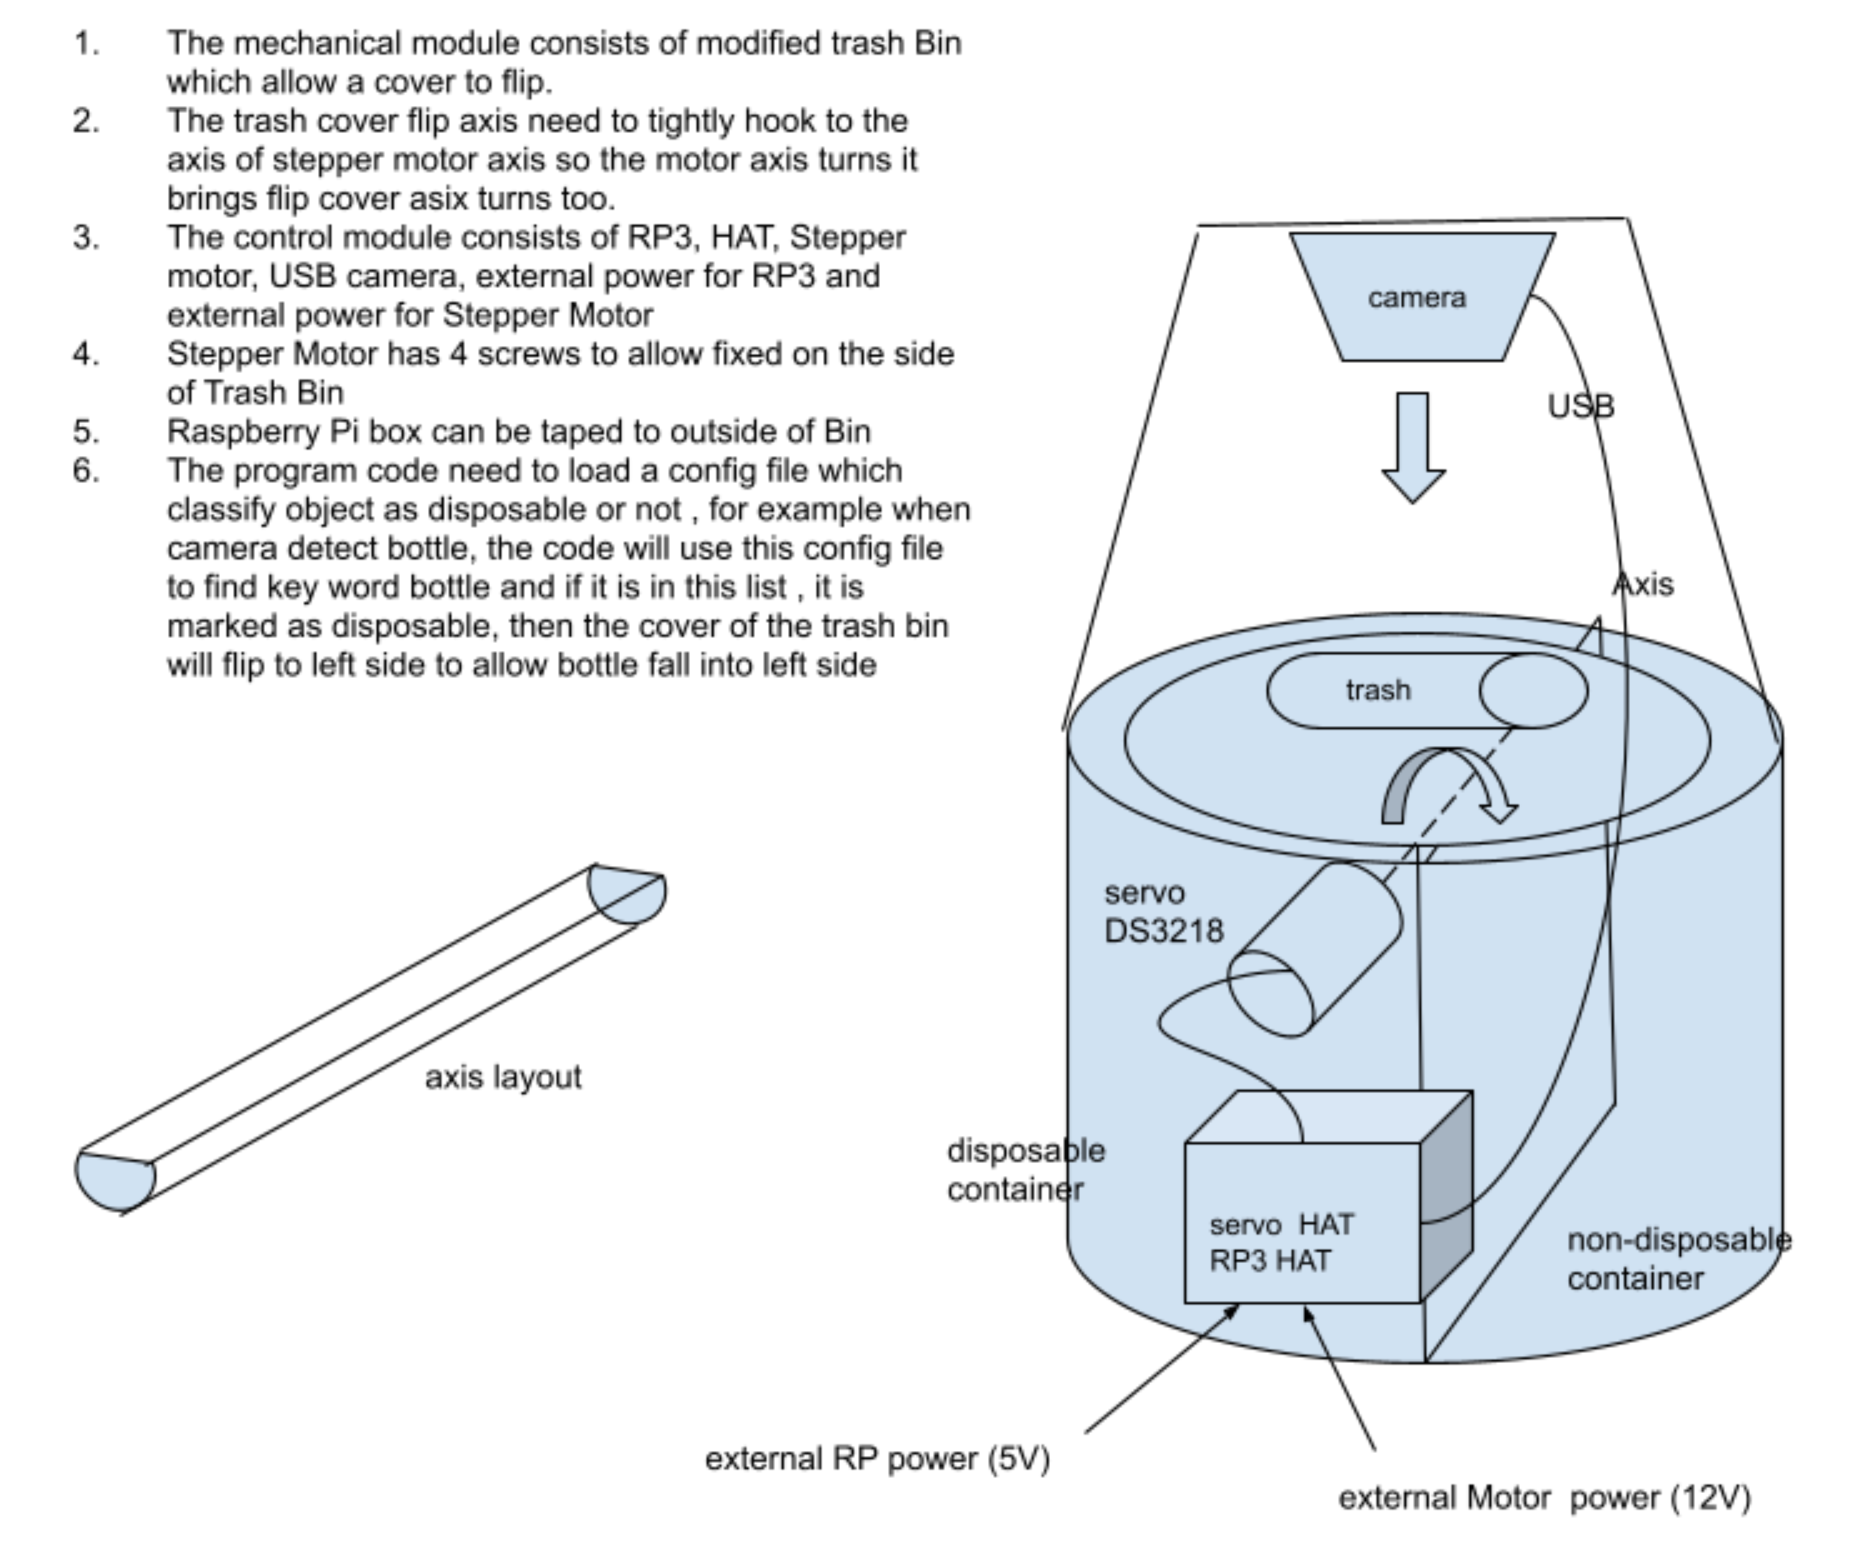 1. The mechanical module consists of modified trash Bin
which allow a cover to flip.
2. The trash cover flip axis need to tightly hook to the
axis of stepper motor axis so the motor axis turns it
brings flip cover asix turns too.
3. The control module consists of RP3, HAT, Stepper
motor, USB camera, external power for RP3 and
external power for Stepper Motor
4. Stepper Motor has 4 screws to allow fixed on the side
of Trash Bin
5. Raspberry Pi box can be taped to outside of Bin
6. The program code need to load a config file which
classify object as disposable or not , for example when
camera detect bottle, the code will use this config file
to find key word bottle and if it is in this list , it is
marked as disposable, then the cover of the trash bin
will flip to left side to allow bottle fall into left side
camera
USB
Axis
trash
servo
DS3218
axis layout
disposable
container
servo HAT
RP3 HAT
non-disposable
container
external RP power (5V)
external Motor power (12V)